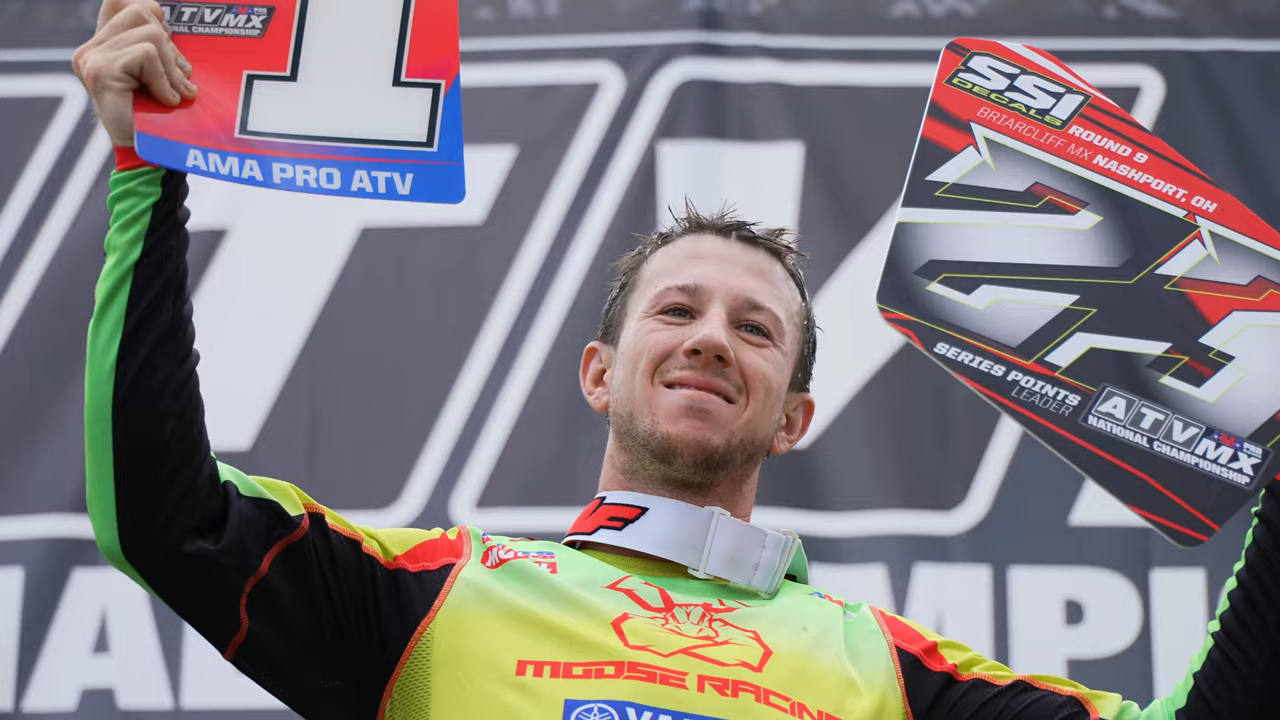 ATVMX
NATIONAL CHAMPIONSHIP
1
AMA PRO ATV
SSI
DECALS
ROUND 9
BRIARCLIFF MX NASHPORT, OH
SERIES POINTS
LEADER
ATVMX PRO
NATIONAL CHAMPIONSHIP
MOOSE RACING